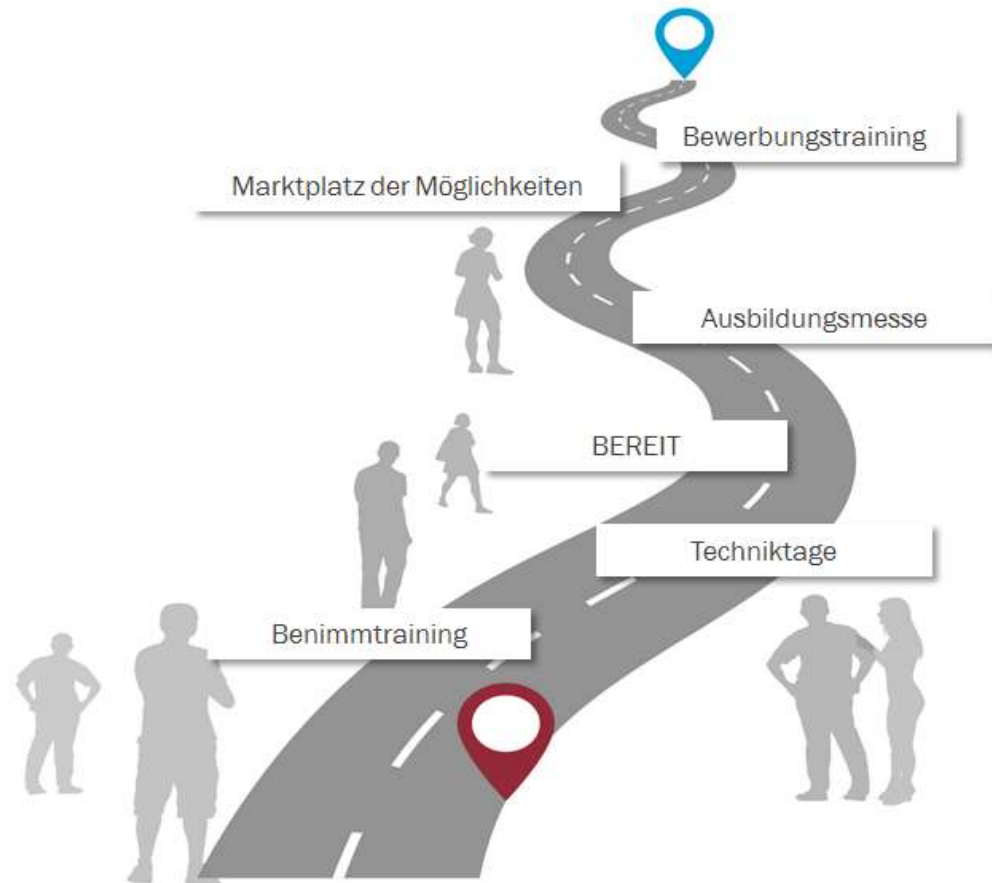 Bewerbungstraining
Marktplatz der Möglichkeiten
Ausbildungsmesse
BEREIT
Techniktage
Benimmtraining